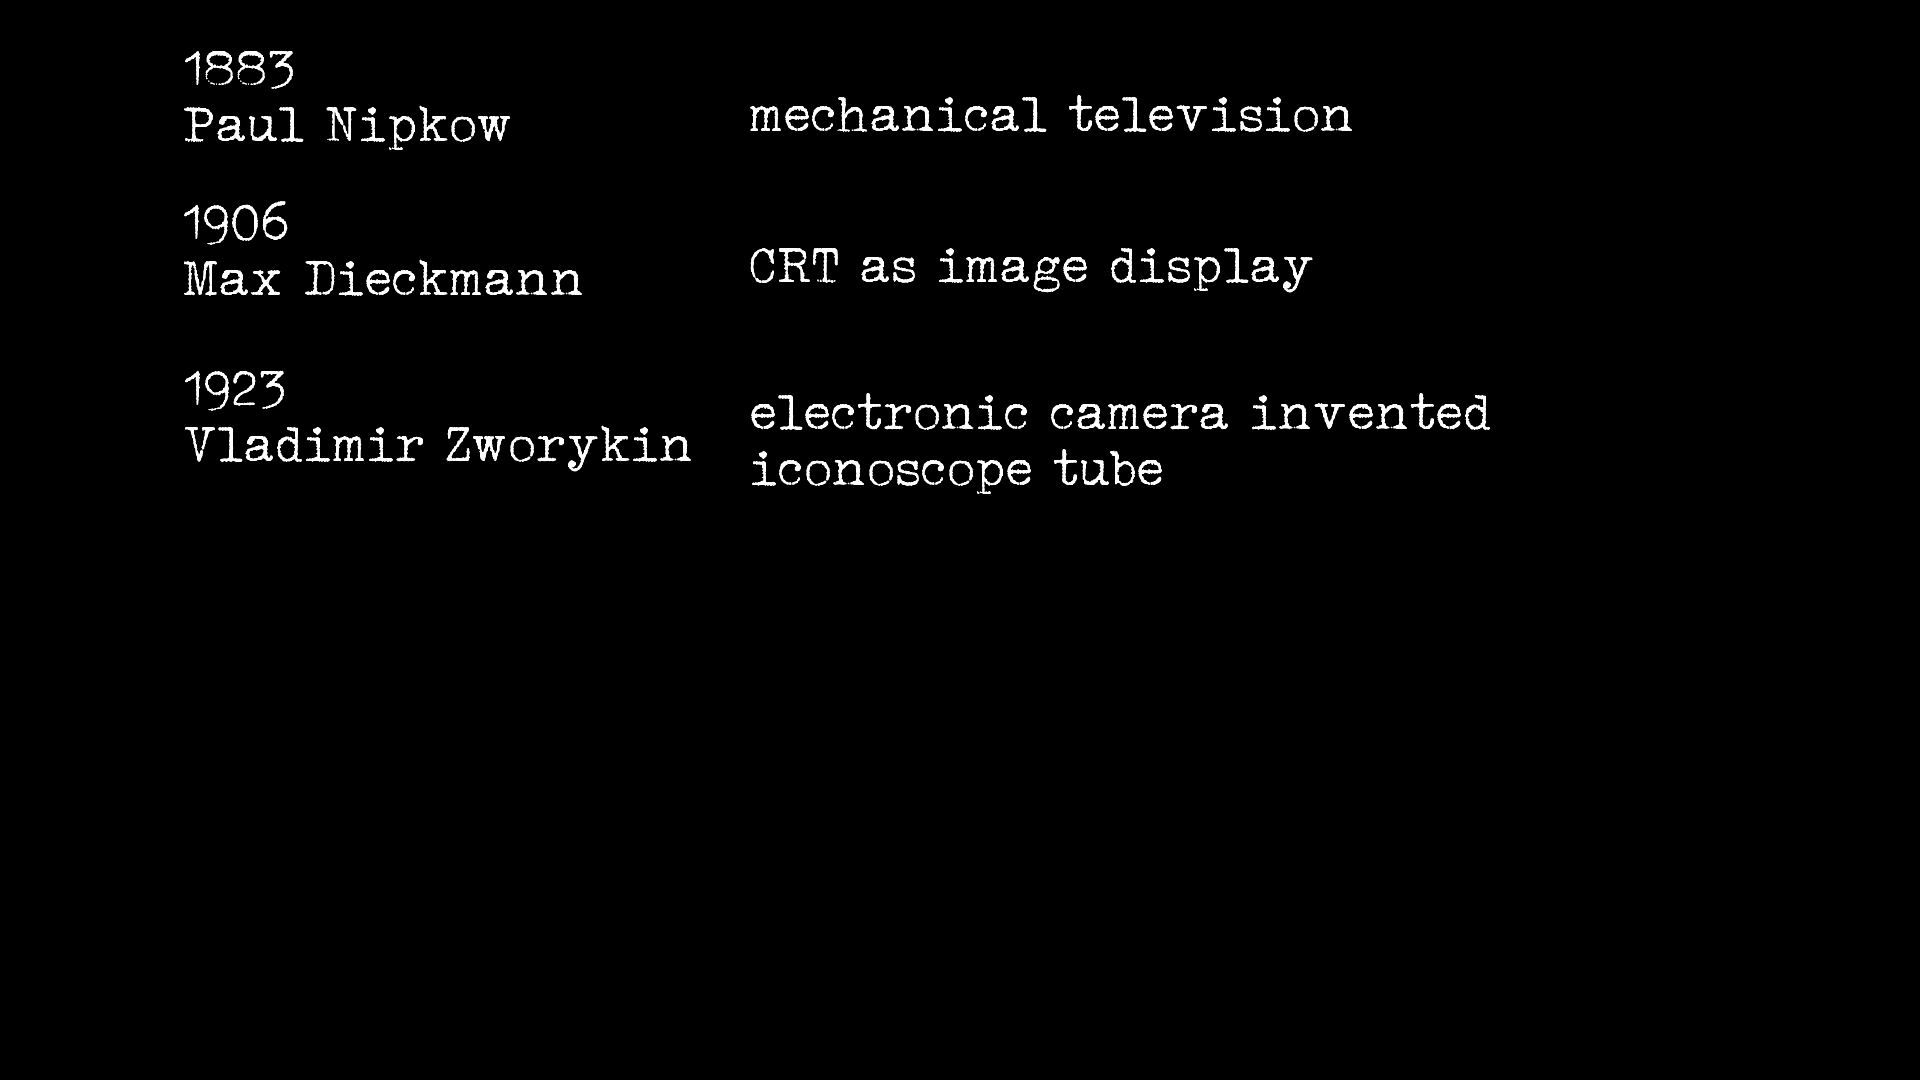 1883
Paul Nipkow
mechanical television
1906
Max Dieckmann
CRT as image display
1923
Vladimir Zworykin
electronic camera invented
iconoscope tube